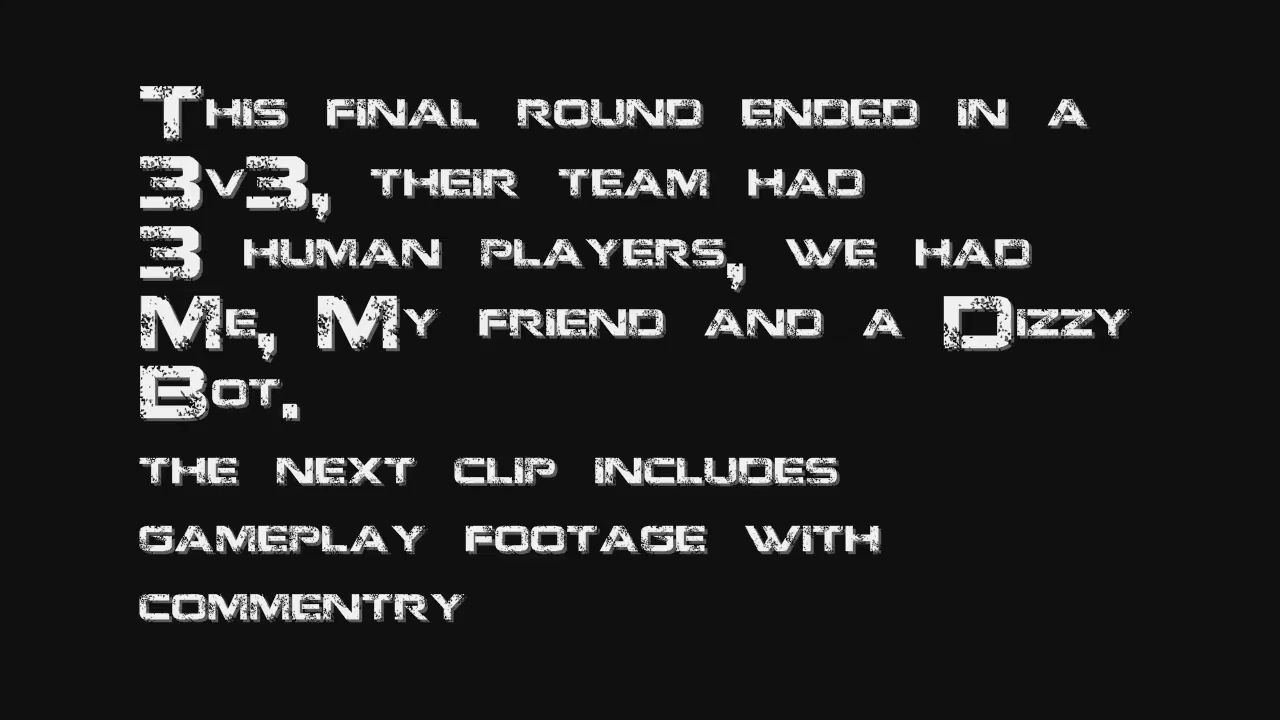 This final round ended in a
3v3, their team had
3 human players, we had
Me, My friend and a Dizzy
Bot.
the next clip includes
gameplay footage with
commentry